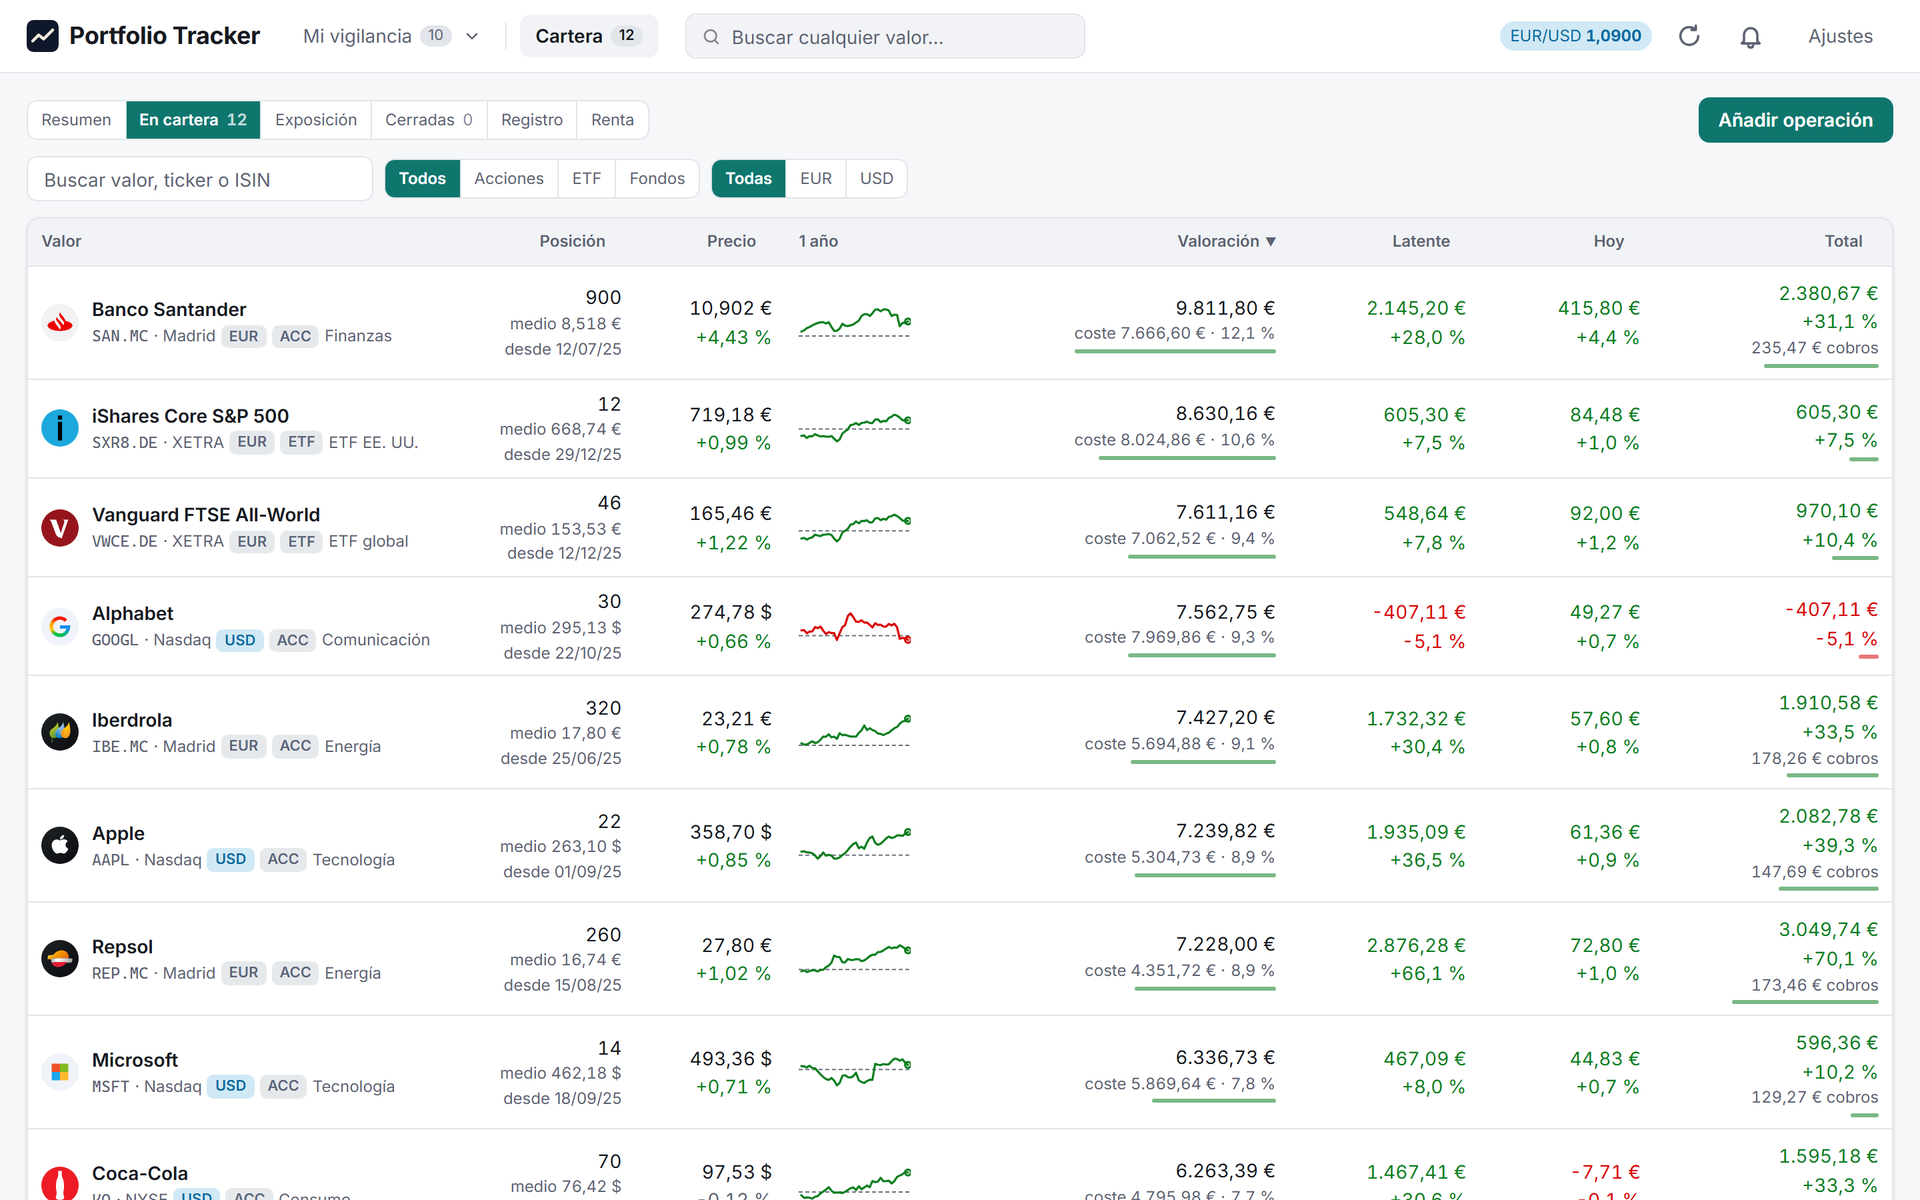 Portfolio Tracker
Mi vigilancia 10
Cartera 12
Buscar cualquier valor...
EUR/USD 1,0900
Ajustes
Resumen
En cartera 12
Exposición
Cerradas 0
Registro
Renta
Añadir operación
Buscar valor, ticker o ISIN
Todos
Acciones
ETF
Fondos
Todas
EUR
USD
Valor Posición Precio 1 año Valoración ▼ Latente Hoy Total
Banco Santander
SAN.MC · Madrid EUR ACC Finanzas
900
medio 8,518 €
desde 12/07/25
10,902 €
+4,43 %
9.811,80 €
coste 7.666,60 € · 12,1 %
2.145,20 €
+28,0 %
415,80 €
+4,4 %
2.380,67 €
+31,1 %
235,47 € cobros
iShares Core S&P 500
SXR8.DE · XETRA EUR ETF ETF EE. UU.
12
medio 668,74 €
desde 29/12/25
719,18 €
+0,99 %
8.630,16 €
coste 8.024,86 € · 10,6 %
605,30 €
+7,5 %
84,48 €
+1,0 %
605,30 €
+7,5 %
Vanguard FTSE All-World
VWCE.DE · XETRA EUR ETF ETF global
46
medio 153,53 €
desde 12/12/25
165,46 €
+1,22 %
7.611,16 €
coste 7.062,52 € · 9,4 %
548,64 €
+7,8 %
92,00 €
+1,2 %
970,10 €
+10,4 %
Alphabet
GOOGL · Nasdaq USD ACC Comunicación
30
medio 295,13 $
desde 22/10/25
274,78 $
+0,66 %
7.562,75 €
coste 7.969,86 € · 9,3 %
-407,11 €
-5,1 %
49,27 €
+0,7 %
-407,11 €
-5,1 %
Iberdrola
IBE.MC · Madrid EUR ACC Energía
320
medio 17,80 €
desde 25/06/25
23,21 €
+0,78 %
7.427,20 €
coste 5.694,88 € · 9,1 %
1.732,32 €
+30,4 %
57,60 €
+0,8 %
1.910,58 €
+33,5 %
178,26 € cobros
Apple
AAPL · Nasdaq USD ACC Tecnología
22
medio 263,10 $
desde 01/09/25
358,70 $
+0,85 %
7.239,82 €
coste 5.304,73 € · 8,9 %
1.935,09 €
+36,5 %
61,36 €
+0,9 %
2.082,78 €
+39,3 %
147,69 € cobros
Repsol
REP.MC · Madrid EUR ACC Energía
260
medio 16,74 €
desde 15/08/25
27,80 €
+1,02 %
7.228,00 €
coste 4.351,72 € · 8,9 %
2.876,28 €
+66,1 %
72,80 €
+1,0 %
3.049,74 €
+70,1 %
173,46 € cobros
Microsoft
MSFT · Nasdaq USD ACC Tecnología
14
medio 462,18 $
desde 18/09/25
493,36 $
+0,71 %
6.336,73 €
coste 5.869,64 € · 7,8 %
467,09 €
+8,0 %
44,83 €
+0,7 %
596,36 €
+10,2 %
129,27 € cobros
Coca-Cola
KO · NYSE USD ACC Consumo
70
medio 76,42 $
97,53 $
-0,12 %
6.263,39 €
coste 4.795,98 € · 7,7 %
1.467,41 €
+30,6 %
-7,71 €
-0,1 %
1.595,18 €
+33,3 %